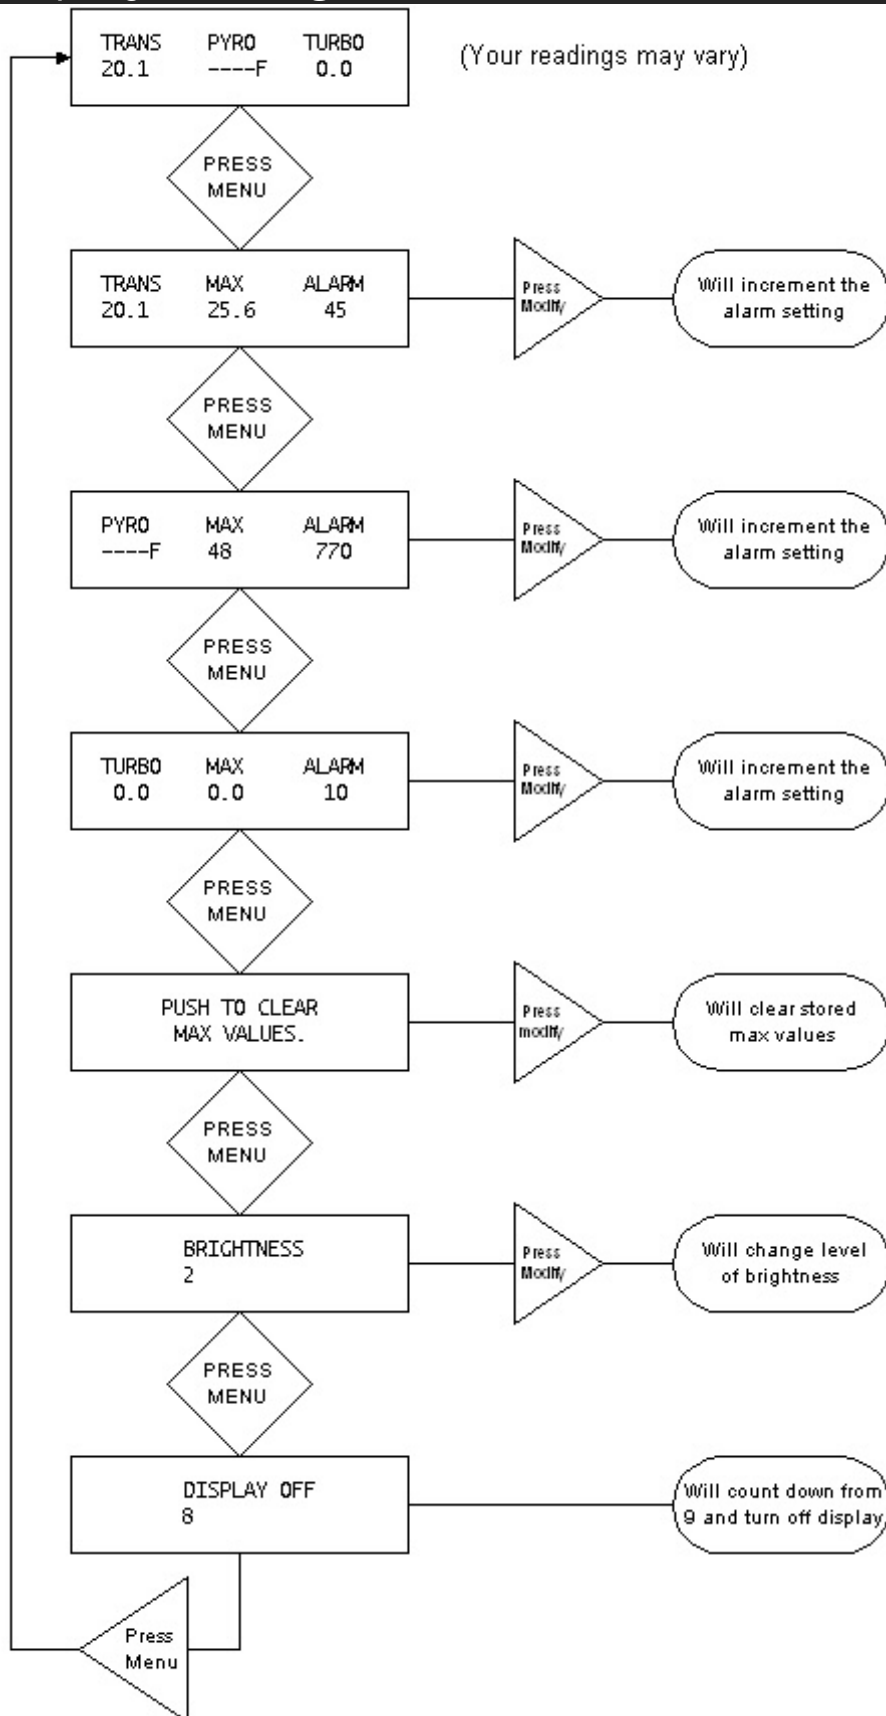 TRANS PYRO TURBO
20.1 ----F 0.0
(Your readings may vary)
PRESS
MENU
TRANS MAX ALARM
20.1 25.6 45
Press
Modify
Will increment the
alarm setting
PRESS
MENU
PYRO MAX ALARM
----F 48 770
Press
Modify
Will increment the
alarm setting
PRESS
MENU
TURBO MAX ALARM
0.0 0.0 10
Press
Modify
Will increment the
alarm setting
PRESS
MENU
PUSH TO CLEAR
MAX VALUES.
Press
modify
Will clear stored
max values
PRESS
MENU
BRIGHTNESS
2
Press
Modify
Will change level
of brightness
PRESS
MENU
DISPLAY OFF
8
Will count down from
9 and turn off display
Press
Menu